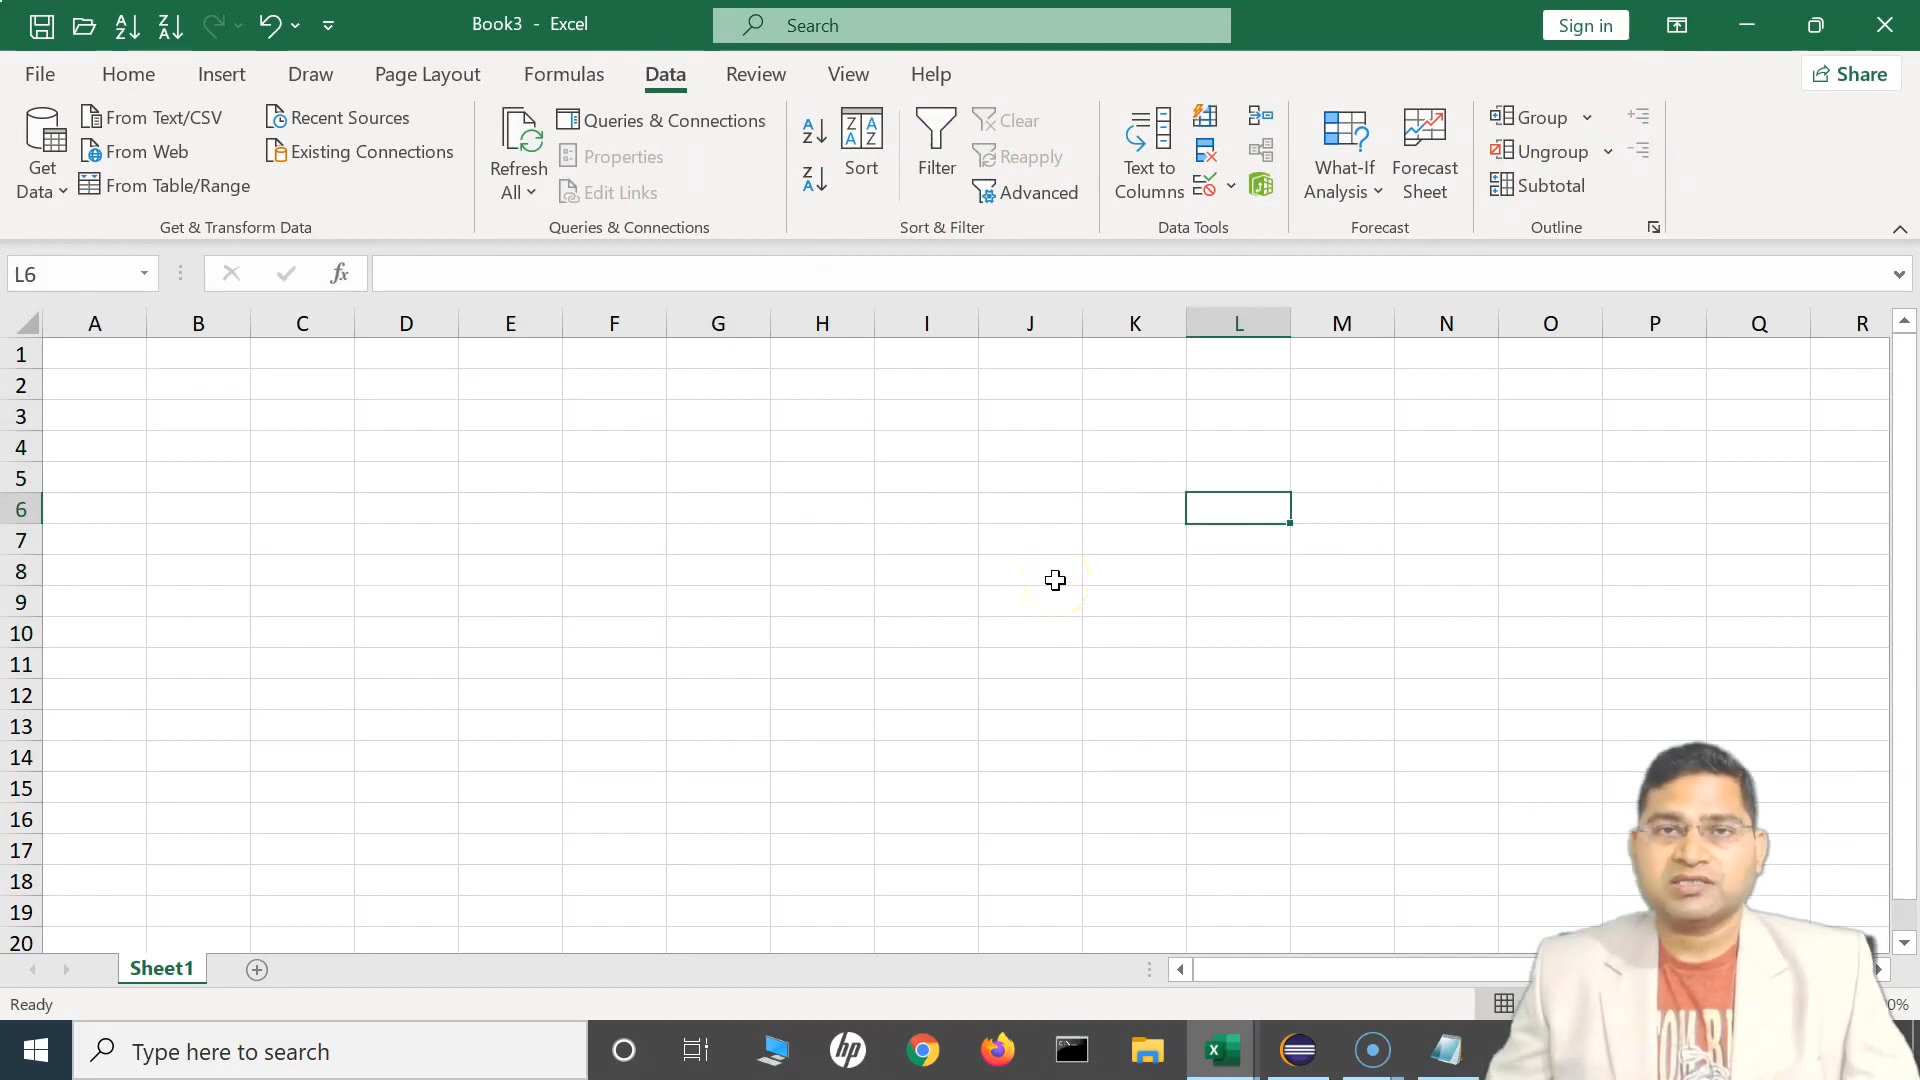 Book3 - Excel
Search
Sign in
File Home Insert Draw Page Layout Formulas Data Review View Help
Share
Get Data
From Text/CSV
From Web
From Table/Range
Recent Sources
Existing Connections
Get & Transform Data
Refresh All
Queries & Connections
Properties
Edit Links
Queries & Connections
Sort
Filter
Clear
Reapply
Advanced
Sort & Filter
Text to Columns
Data Tools
What-If Analysis
Forecast Sheet
Forecast
Group
Ungroup
Subtotal
Outline
L6
fx
A B C D E F G H I J K L M N O P Q R
1
2
3
4
5
6
7
8
9
10
11
12
13
14
15
16
17
18
19
20
Sheet1
Ready
0%
Type here to search
hp